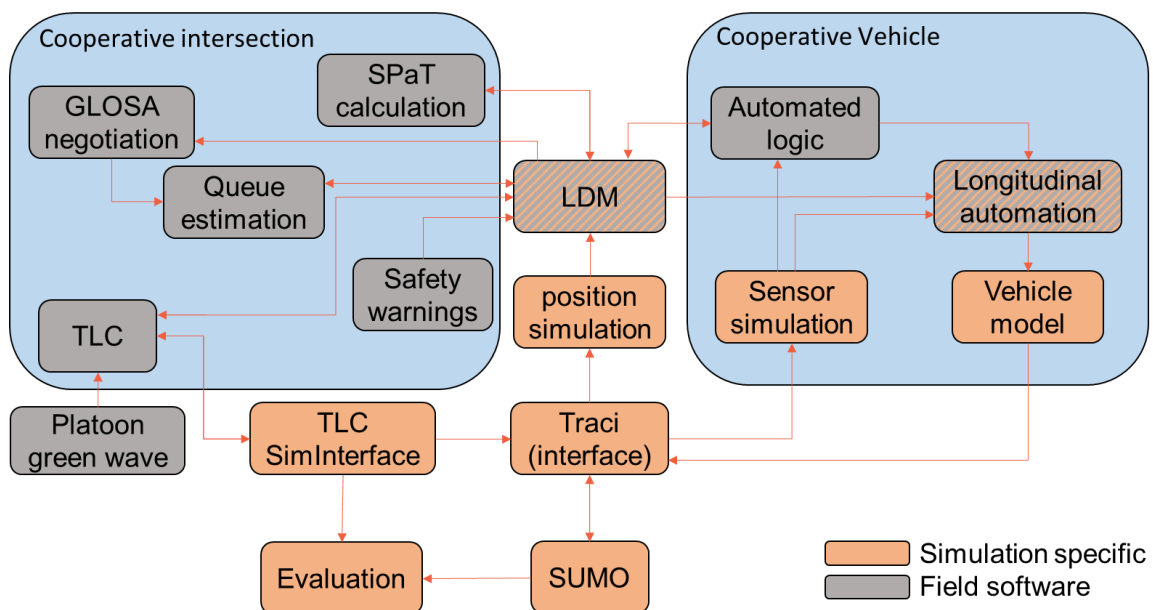 Cooperative intersection
SPaT
calculation
GLOSA
negotiation
Queue
estimation
Safety
warnings
TLC
Platoon
green wave
LDM
position
simulation
Cooperative Vehicle
Automated
logic
Longitudinal
automation
Sensor
simulation
Vehicle
model
TLC
SimInterface
Traci
(interface)
Evaluation
SUMO
Simulation specific
Field software